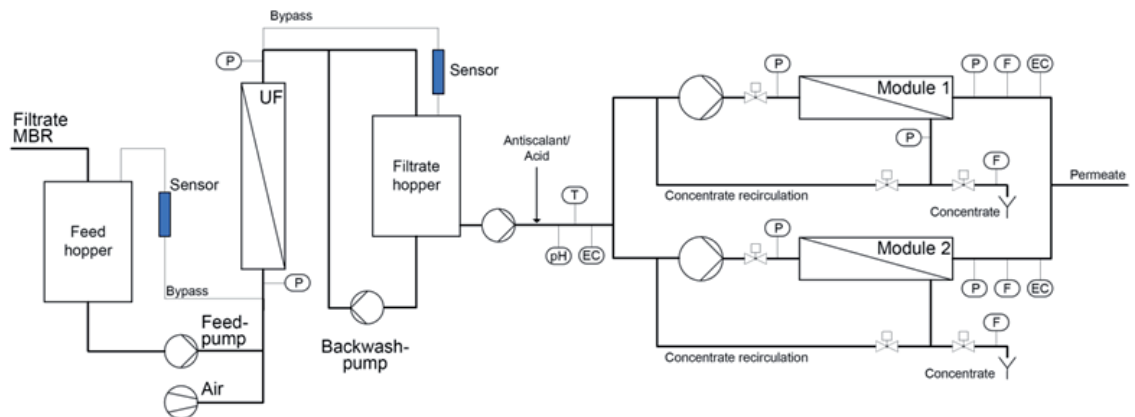 Bypass
P
UF
Sensor
Filtrate
MBR
Sensor
Feed
hopper
Bypass
P
Feed-
pump
Air
Filtrate
hopper
Backwash-
pump
Antiscalant/
Acid
T
pH
EC
P
Module 1
P
F
EC
P
F
Concentrate recirculation
Concentrate
Permeate
P
Module 2
P
F
EC
F
Concentrate recirculation
Concentrate